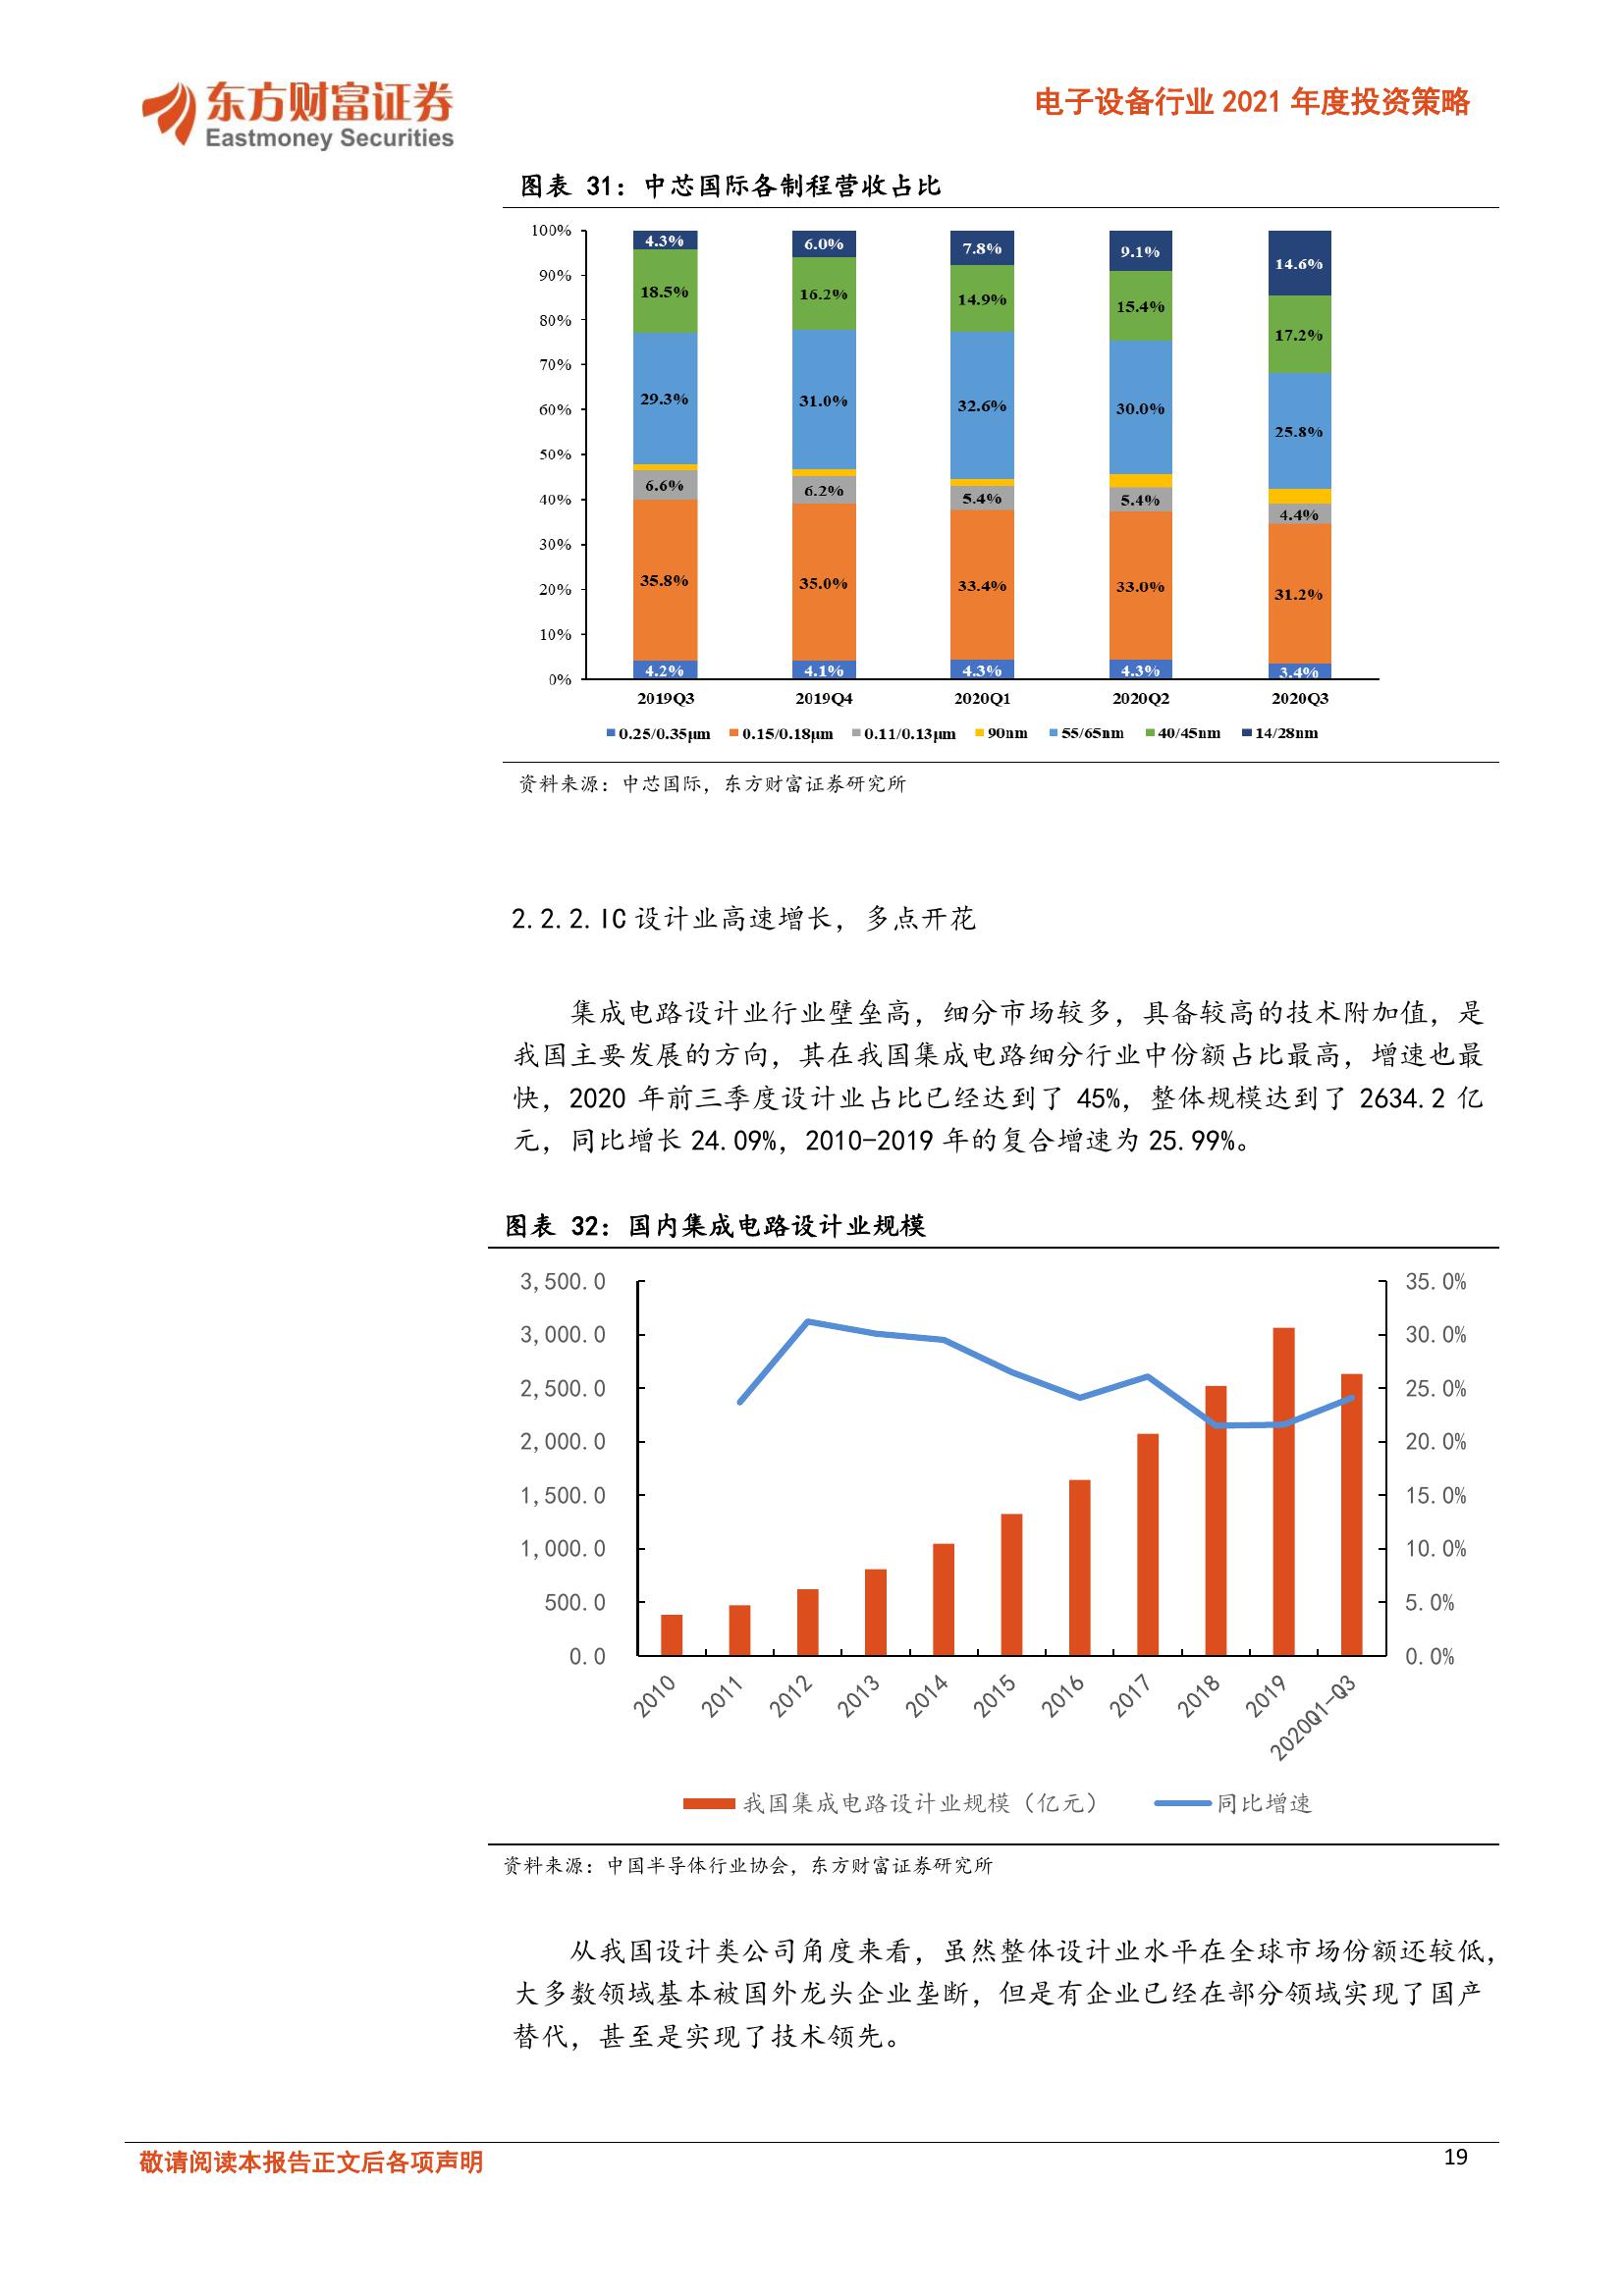 东方财富证券
Eastmoney Securities
电子设备行业 2021 年度投资策略
图表 31：中芯国际各制程营收占比
100%
90%
80%
70%
60%
50%
40%
30%
20%
10%
0%
4.3% 6.0% 7.8% 9.1% 14.6%
18.5% 16.2% 14.9% 15.4% 17.2%
29.3% 31.0% 32.6% 30.0% 25.8%
6.6% 6.2% 5.4% 5.4% 4.4%
35.8% 35.0% 33.4% 33.0% 31.2%
4.2% 4.1% 4.3% 4.3% 3.4%
2019Q3 2019Q4 2020Q1 2020Q2 2020Q3
0.25/0.35μm 0.15/0.18μm 0.11/0.13μm 90nm 55/65nm 40/45nm 14/28nm
资料来源：中芯国际，东方财富证券研究所
2.2.2.IC 设计业高速增长，多点开花
集成电路设计业行业壁垒高，细分市场较多，具备较高的技术附加值，是
我国主要发展的方向，其在我国集成电路细分行业中份额占比最高，增速也最
快，2020 年前三季度设计业占比已经达到了 45%，整体规模达到了 2634.2 亿
元，同比增长 24.09%，2010-2019 年的复合增速为 25.99%。
图表 32：国内集成电路设计业规模
3,500.0 35.0%
3,000.0 30.0%
2,500.0 25.0%
2,000.0 20.0%
1,500.0 15.0%
1,000.0 10.0%
500.0 5.0%
0.0 0.0%
2010 2011 2012 2013 2014 2015 2016 2017 2018 2019 2020Q1-Q3
我国集成电路设计业规模（亿元） 同比增速
资料来源：中国半导体行业协会，东方财富证券研究所
从我国设计类公司角度来看，虽然整体设计业水平在全球市场份额还较低，
大多数领域基本被国外龙头企业垄断，但是有企业已经在部分领域实现了国产
替代，甚至是实现了技术领先。
敬请阅读本报告正文后各项声明
19